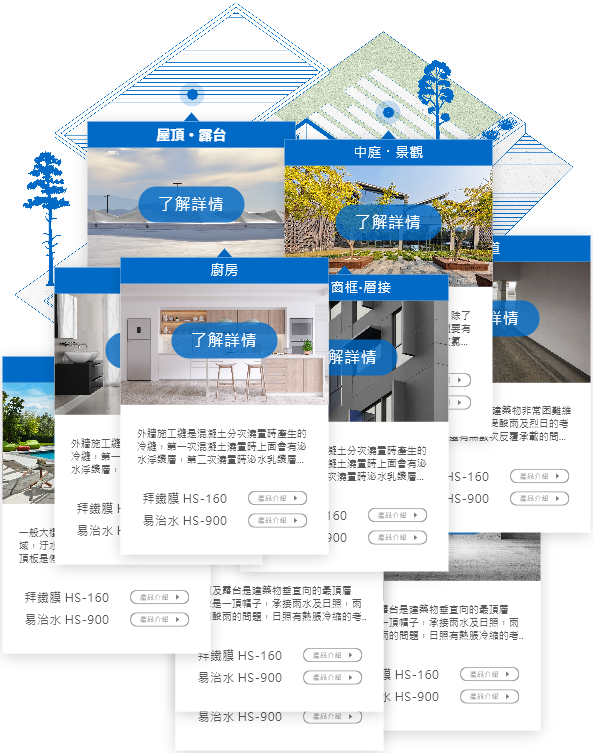 屋頂・露台
了解詳情
中庭・景觀
了解詳情
廚房
了解詳情
外牆施工縫是混凝土分次澆置時產生的
冷縫，第一次混凝土澆置時上面會有泌
水浮漿層，第二次澆置時泌水乳漿層...
拜鐵膜 HS-160
產品介紹
易治水 HS-900
產品介紹
窗框・層接
解詳情
凝土分次澆置時產生的
凝土澆置時上面會有泌
次澆置時泌水乳漿層...
160
產品介紹
900
產品介紹
道
詳情
建築物非常困難維
受酸雨及烈日的考
次反覆承載的問...
HS-160
產品介紹
HS-900
產品介紹
除了
需要有
外牆施工縫
冷縫，第一
水浮漿層，
拜鐵膜 H
易治水 H
一般大樓
域，汙水
頂板是
拜鐵膜 HS-160
產品介紹
易治水 HS-900
產品介紹
及露台是建築物垂直向的最頂層
是一頂帽子，承接雨水及日照，雨
酸雨的問題，日照有熱脹冷縮的考..
拜鐵膜 HS-160
產品介紹
易治水 HS-900
產品介紹
易治水 HS-900
產品介紹
露台是建築物垂直向的最頂層
一頂帽子，承接雨水及日照，雨
雨的問題，日照有熱脹冷縮的考..
膜 HS-160
產品介紹
水 HS-900
產品介紹